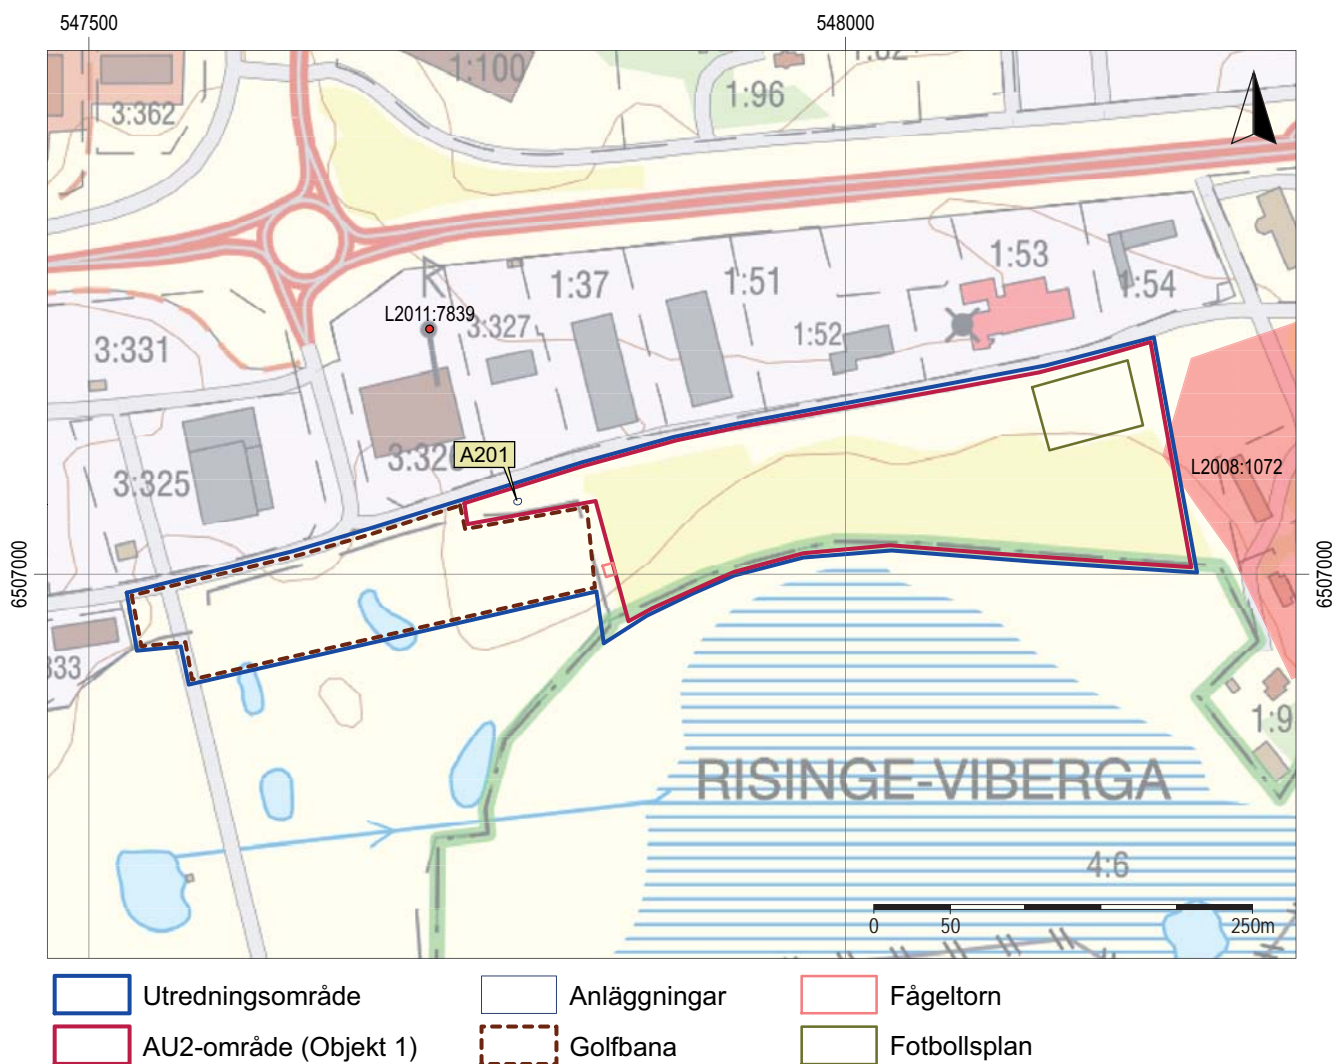 547500 548000
1:100
1:96
3:362
1:53
1:37
1:51
1:54
R
L2011:7839
3:327
1:52
3:331
A201
3:325
L2008:1072
6507000
6507000
333
RISINGE-VIBERGA
4:6
0 50 250m
Utredningsområde
Anläggningar
Fågeltorn
AU2-område (Objekt 1)
Golfbana
Fotbollsplan